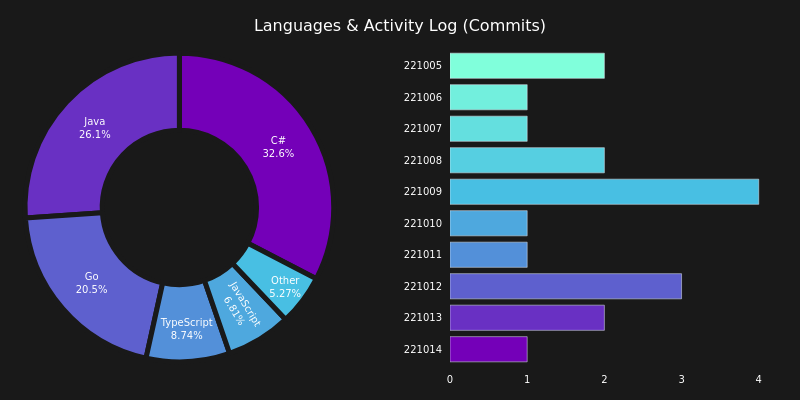 Languages & Activity Log (Commits)
C#
32.6%
Java
26.1%
Go
20.5%
TypeScript
8.74%
JavaScript
6.81%
Other
5.27%
221005
221006
221007
221008
221009
221010
221011
221012
221013
221014
0 1 2 3 4